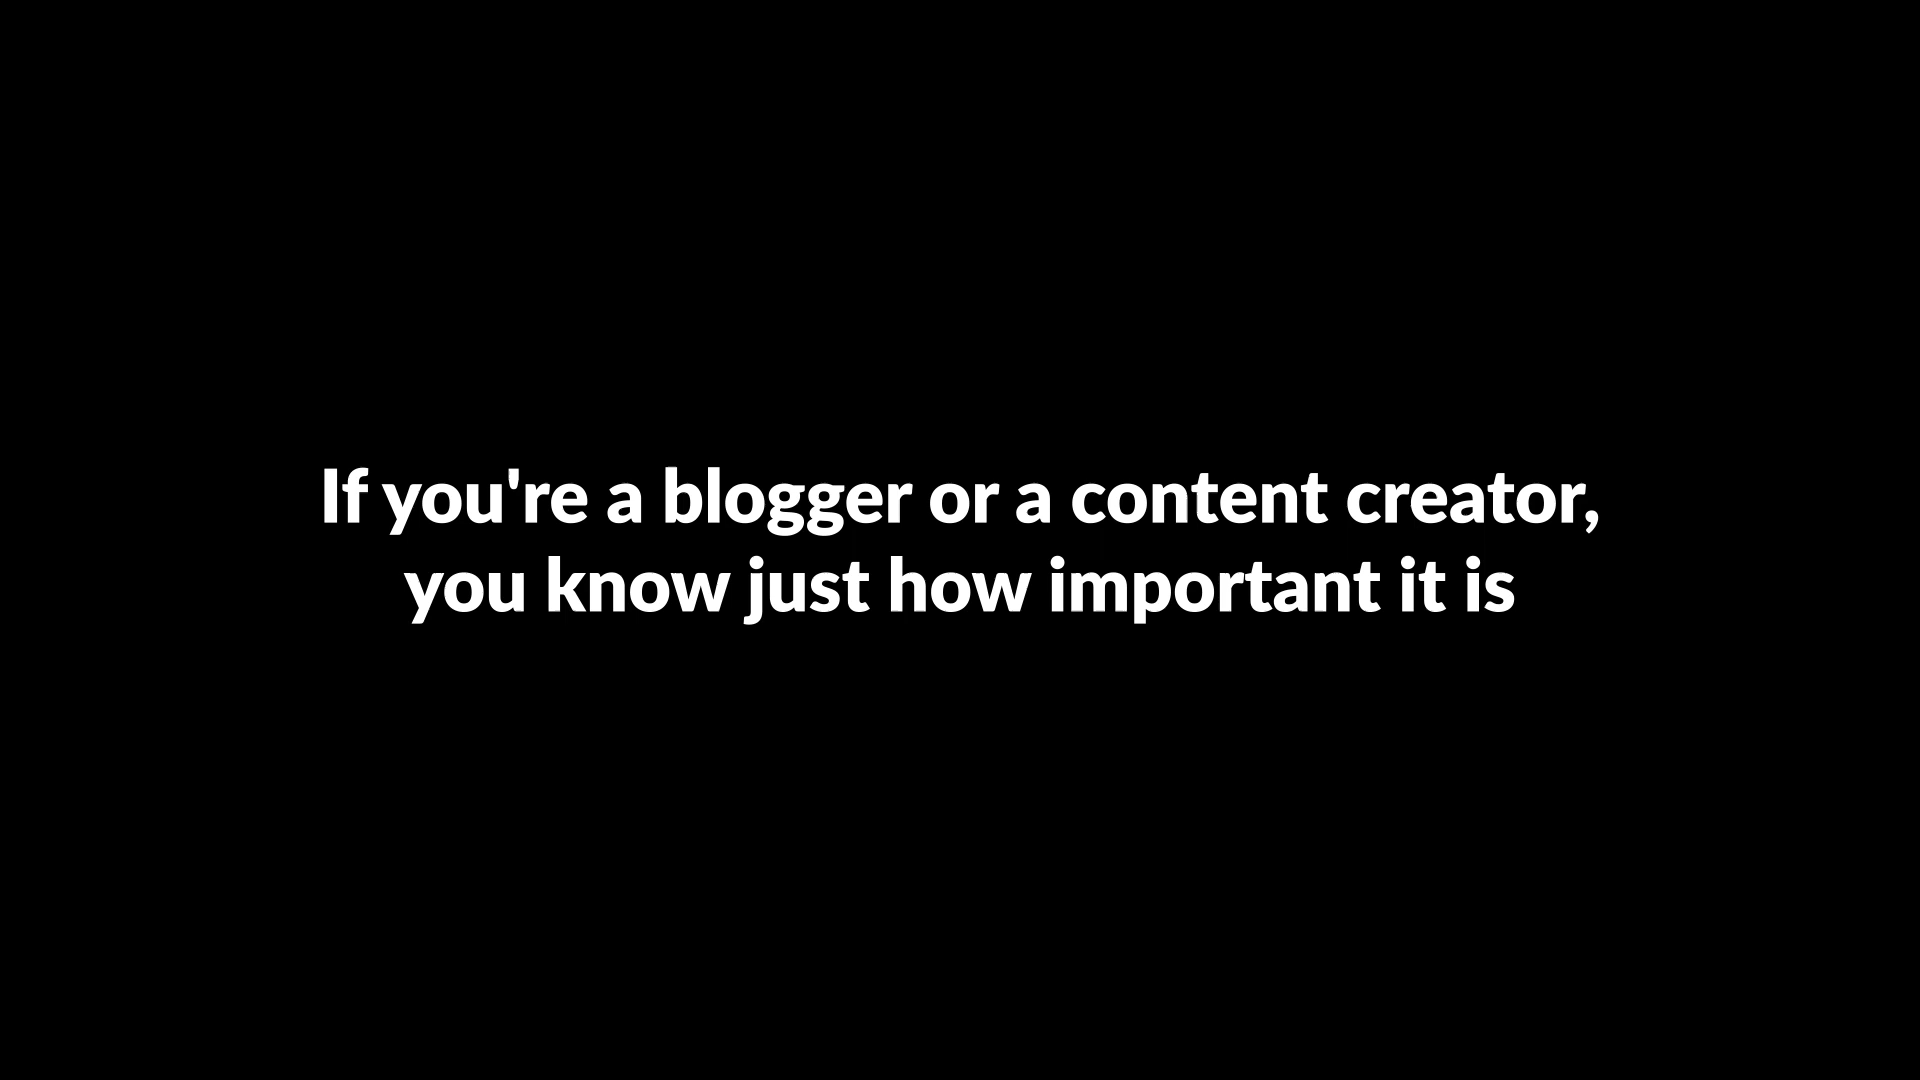 If you're a blogger or a content creator,
you know just how important it is